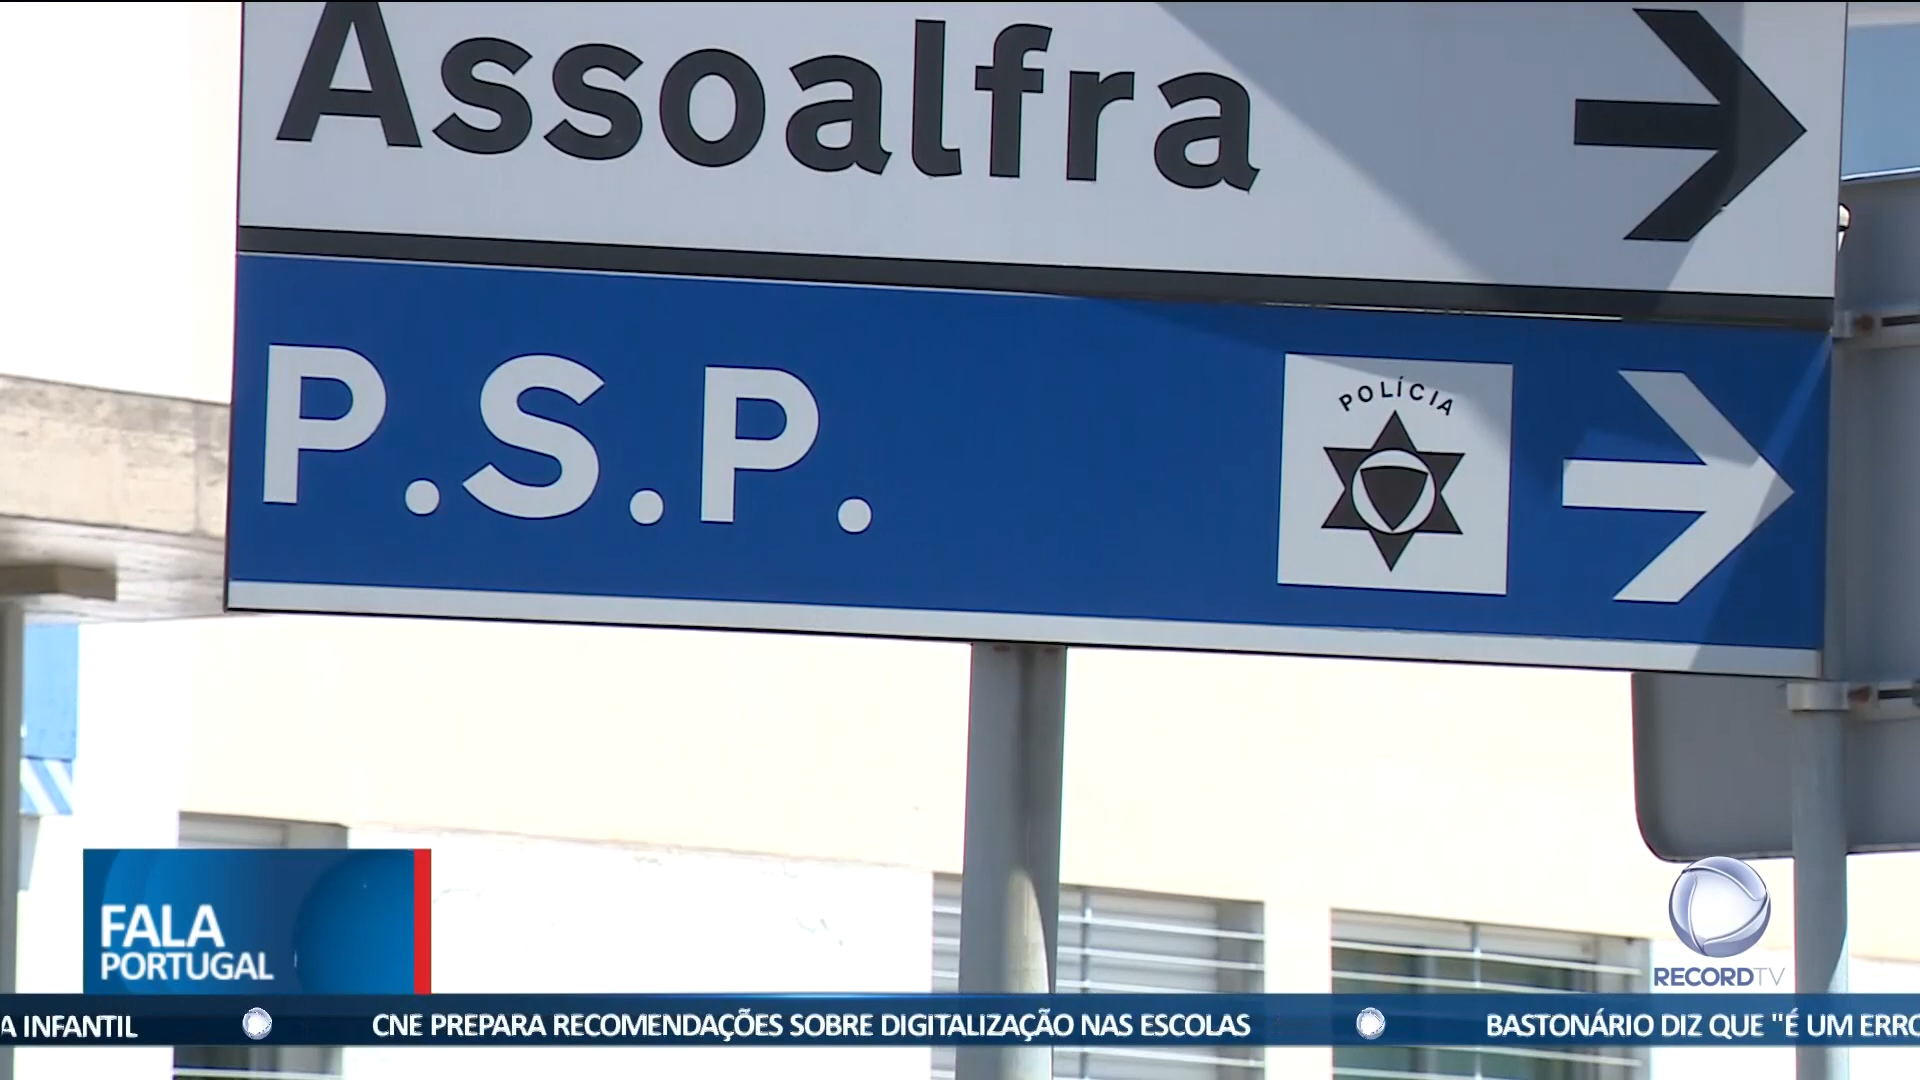 Assoalfra
P.S.P.
POLÍCIA
FALA
PORTUGAL
RECORDTV
A INFANTIL
CNE PREPARA RECOMENDAÇÕES SOBRE DIGITALIZAÇÃO NAS ESCOLAS
BASTONÁRIO DIZ QUE "É UM ERRO